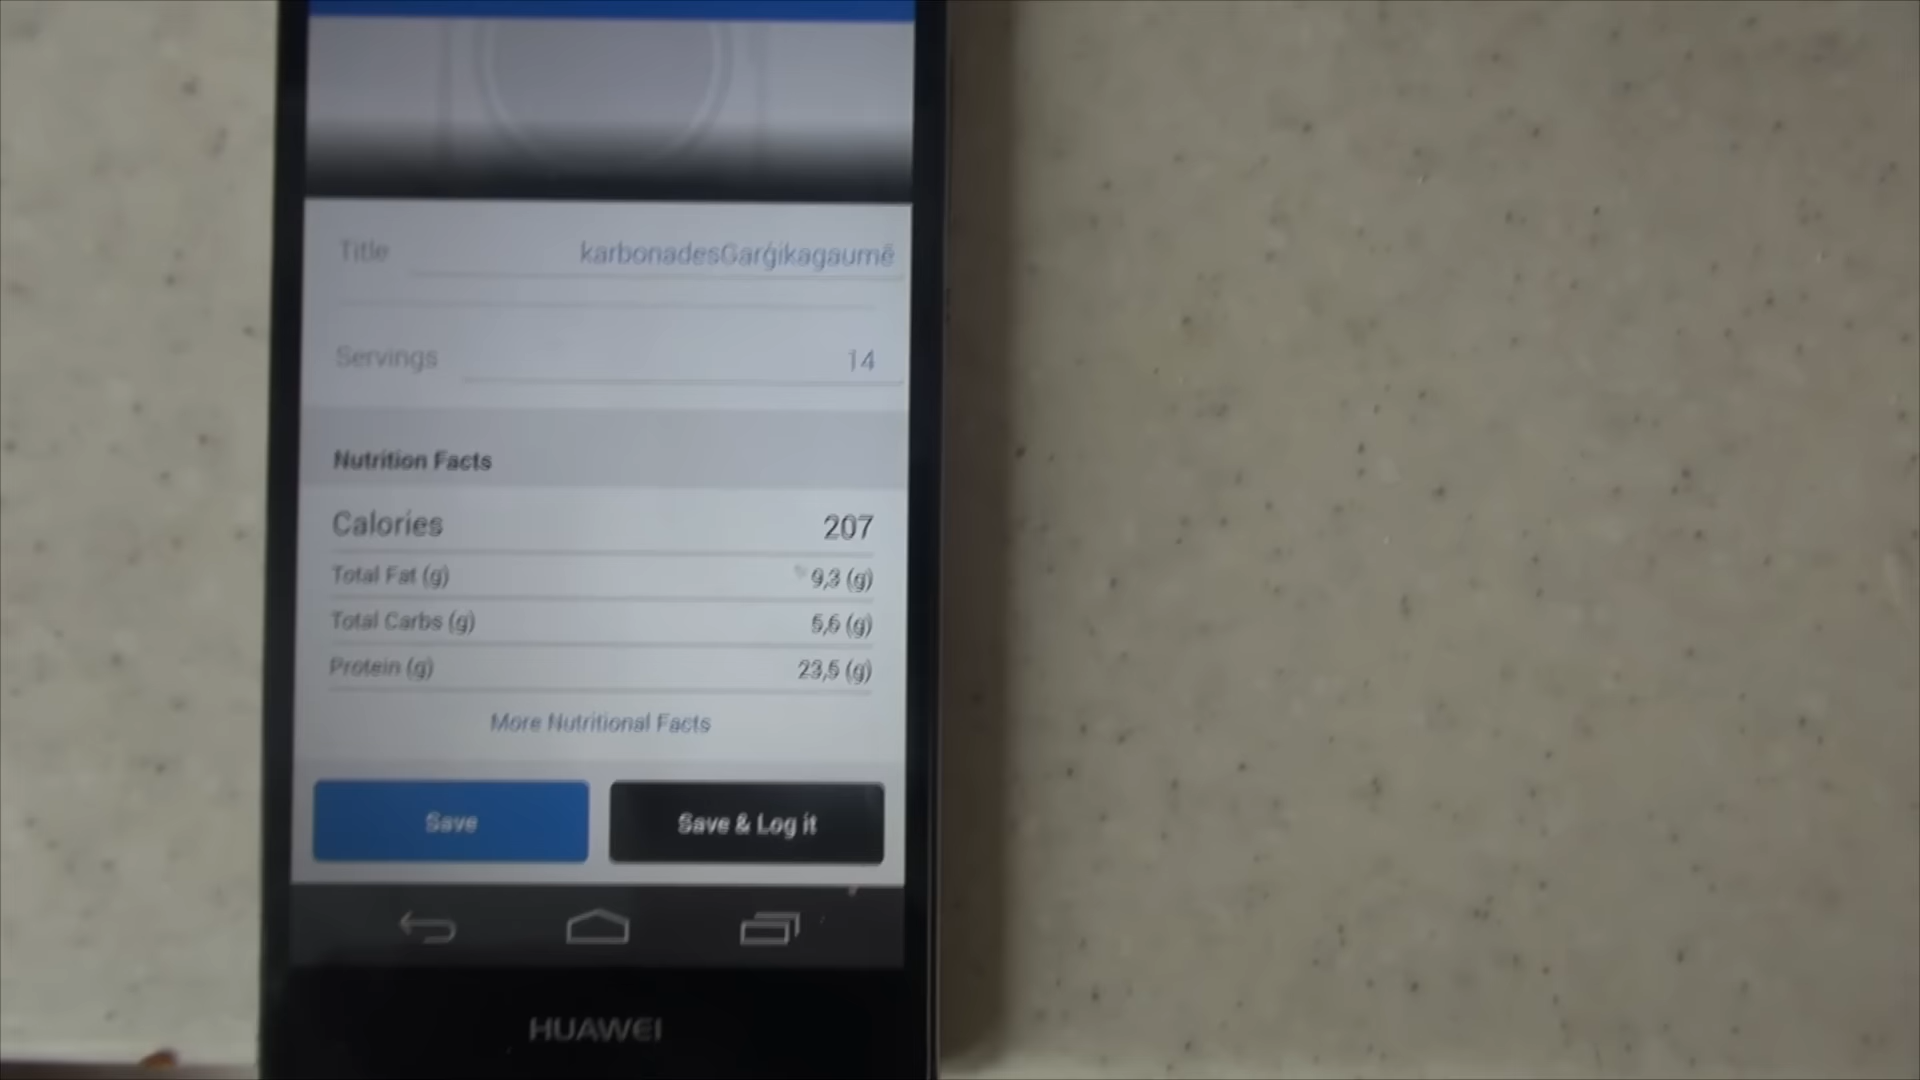 Title karbonadesGarģikagaumē
Servings 14
Nutrition Facts
Calories 207
Total Fat (g) 9,3 (g)
Total Carbs (g) 5,6 (g)
Protein (g) 23,5 (g)
More Nutritional Facts
Save Save & Log it
HUAWEI